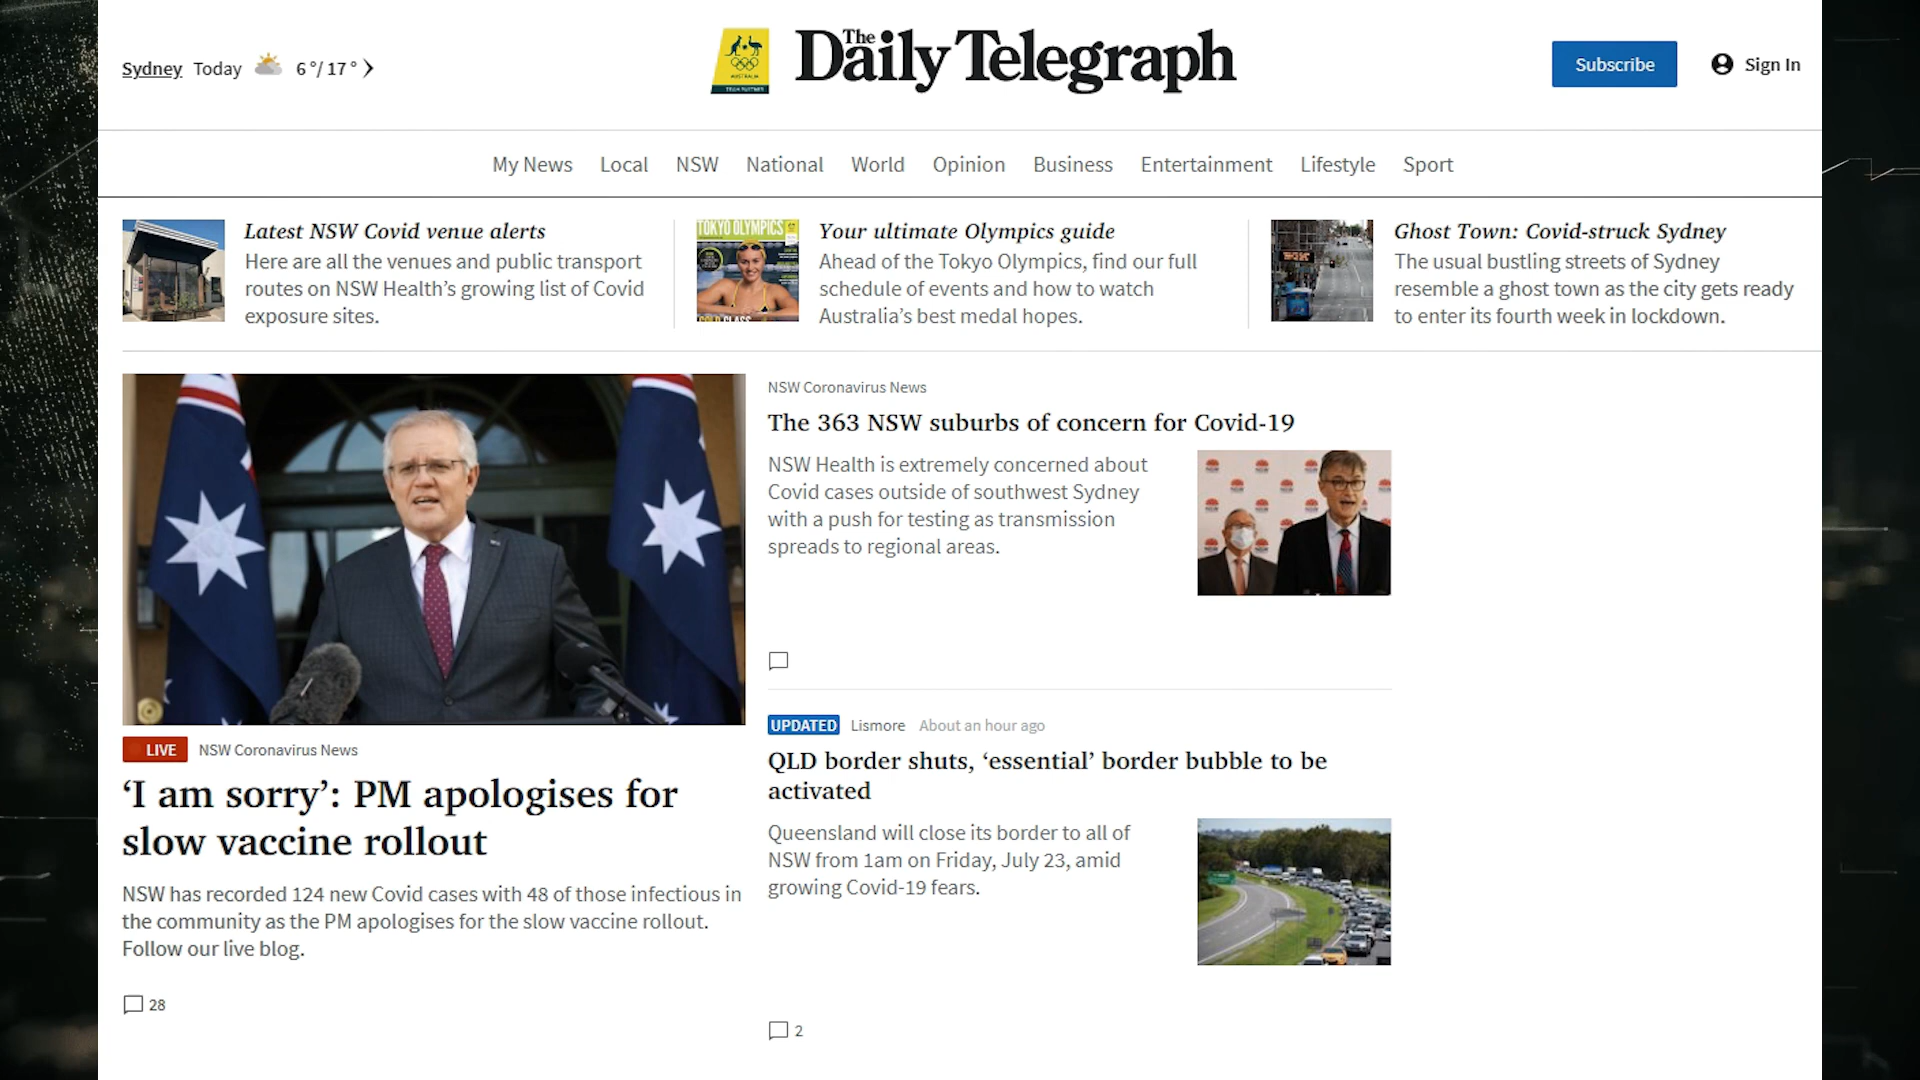 Sydney Today 6°/ 17°
AUSTRALIA
The Daily Telegraph
Subscribe
Sign In
My News Local NSW National World Opinion Business Entertainment Lifestyle Sport
Latest NSW Covid venue alerts
Here are all the venues and public transport
routes on NSW Health’s growing list of Covid
exposure sites.
TOKYO OLYMPICS
Your ultimate Olympics guide
Ahead of the Tokyo Olympics, find our full
schedule of events and how to watch
Australia’s best medal hopes.
Ghost Town: Covid-struck Sydney
The usual bustling streets of Sydney
resemble a ghost town as the city gets ready
to enter its fourth week in lockdown.
LIVE NSW Coronavirus News
‘I am sorry’: PM apologises for
slow vaccine rollout
NSW has recorded 124 new Covid cases with 48 of those infectious in
the community as the PM apologises for the slow vaccine rollout.
Follow our live blog.
28
NSW Coronavirus News
The 363 NSW suburbs of concern for Covid-19
NSW Health is extremely concerned about
Covid cases outside of southwest Sydney
with a push for testing as transmission
spreads to regional areas.
UPDATED Lismore About an hour ago
QLD border shuts, ‘essential’ border bubble to be
activated
Queensland will close its border to all of
NSW from 1am on Friday, July 23, amid
growing Covid-19 fears.
2